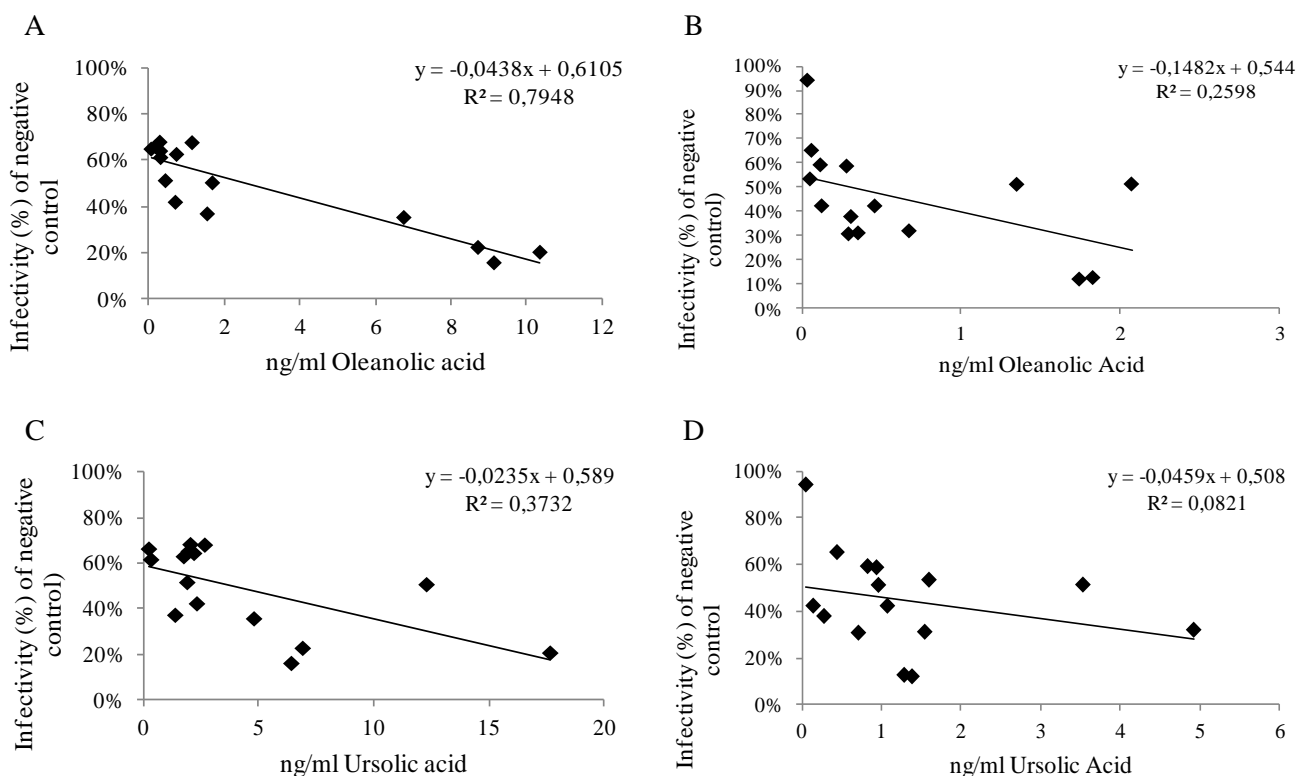 A
Infectivity (%) of negative
control
100%
80%
60%
40%
20%
0%
y = -0,0438x + 0,6105
R² = 0,7948
0 2 4 6 8 10 12
ng/ml Oleanolic acid
B
Infectivity (%) of negative
control)
100%
90%
80%
70%
60%
50%
40%
30%
20%
10%
0%
y = -0,1482x + 0,544
R² = 0,2598
0 1 2 3
ng/ml Oleanolic Acid
C
Infectivity (%) of negative
control)
100%
80%
60%
40%
20%
0%
y = -0,0235x + 0,589
R² = 0,3732
0 5 10 15 20
ng/ml Ursolic acid
D
Infectivity (%) of negative
control
100%
80%
60%
40%
20%
0%
y = -0,0459x + 0,508
R² = 0,0821
0 1 2 3 4 5 6
ng/ml Ursolic Acid